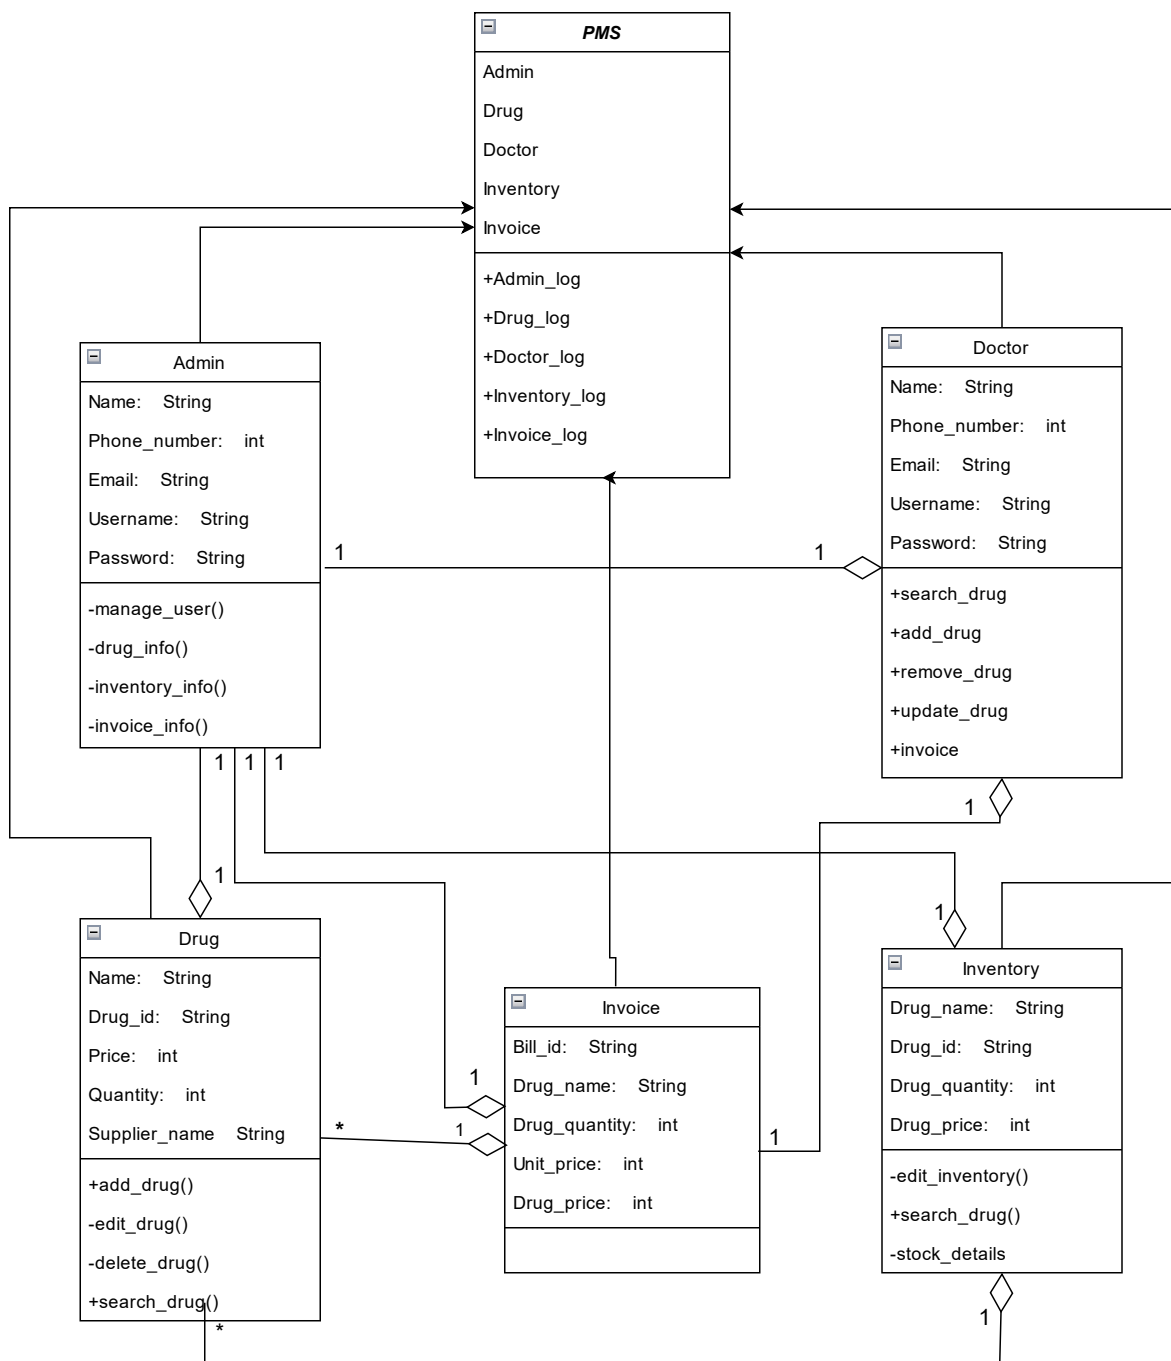 PMS
Admin
Drug
Doctor
Inventory
Invoice
+Admin_log
+Drug_log
+Doctor_log
+Inventory_log
+Invoice_log
Admin
Name: String
Phone_number: int
Email: String
Username: String
Password: String
-manage_user()
-drug_info()
-inventory_info()
-invoice_info()
Doctor
Name: String
Phone_number: int
Email: String
Username: String
Password: String
+search_drug
+add_drug
+remove_drug
+update_drug
+invoice
1
1
1
1
1
1
1
1
Drug
Name: String
Drug_id: String
Price: int
Quantity: int
Supplier_name String
+add_drug()
-edit_drug()
-delete_drug()
+search_drug()
*
*
1
1
1
Invoice
Bill_id: String
Drug_name: String
Drug_quantity: int
Unit_price: int
Drug_price: int
Inventory
Drug_name: String
Drug_id: String
Drug_quantity: int
Drug_price: int
-edit_inventory()
+search_drug()
-stock_details
1